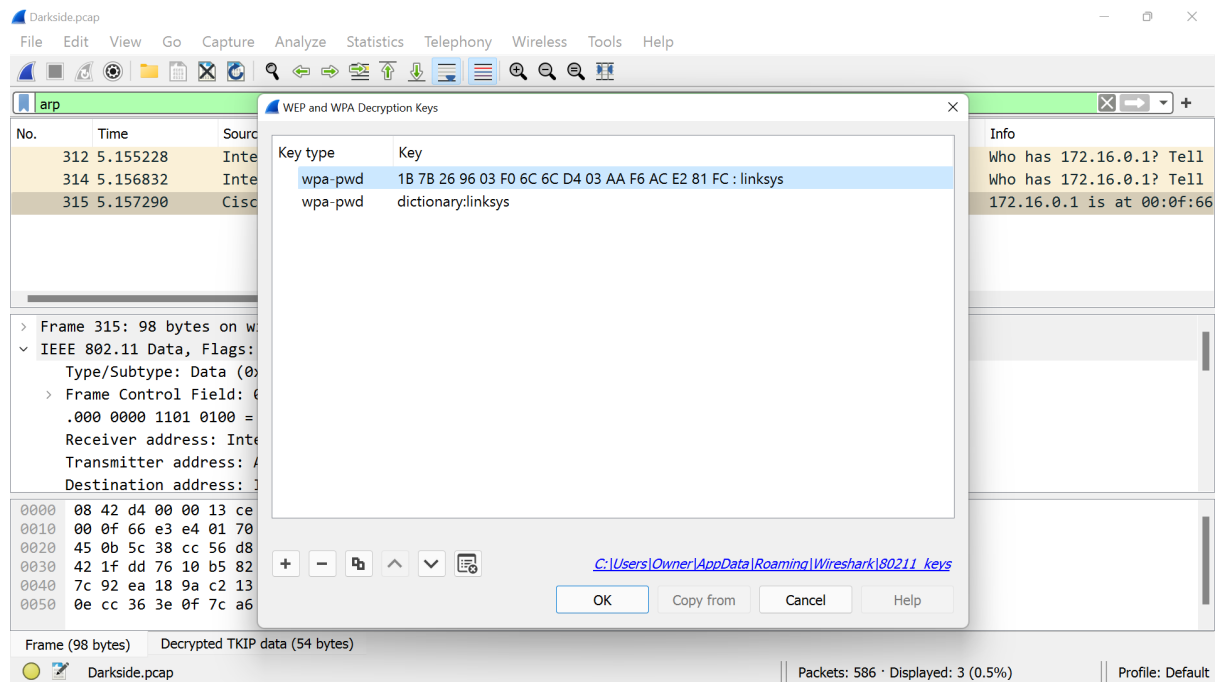 Darkside.pcap
File Edit View Go Capture Analyze Statistics Telephony Wireless Tools Help
arp
WEP and WPA Decryption Keys
No. Time Sourc Info
312 5.155228 Inte Who has 172.16.0.1? Tell
314 5.156832 Inte Who has 172.16.0.1? Tell
315 5.157290 Cisc 172.16.0.1 is at 00:0f:66
Key type Key
wpa-pwd 1B 7B 26 96 03 F0 6C 6C D4 03 AA F6 AC E2 81 FC : linksys
wpa-pwd dictionary:linksys
Frame 315: 98 bytes on w
IEEE 802.11 Data, Flags:
Type/Subtype: Data (0x
Frame Control Field: 0
.000 0000 1101 0100 =
Receiver address: Inte
Transmitter address: A
Destination address: I
0000 08 42 d4 00 00 13 ce
0010 00 0f 66 e3 e4 01 70
0020 45 0b 5c 38 cc 56 d8
0030 42 1f dd 76 10 b5 82
0040 7c 92 ea 18 9a c2 13
0050 0e cc 36 3e 0f 7c a6
C:\Users\Owner\AppData\Roaming\Wireshark\80211_keys
OK Copy from Cancel Help
Frame (98 bytes) Decrypted TKIP data (54 bytes)
Darkside.pcap Packets: 586 · Displayed: 3 (0.5%) Profile: Default